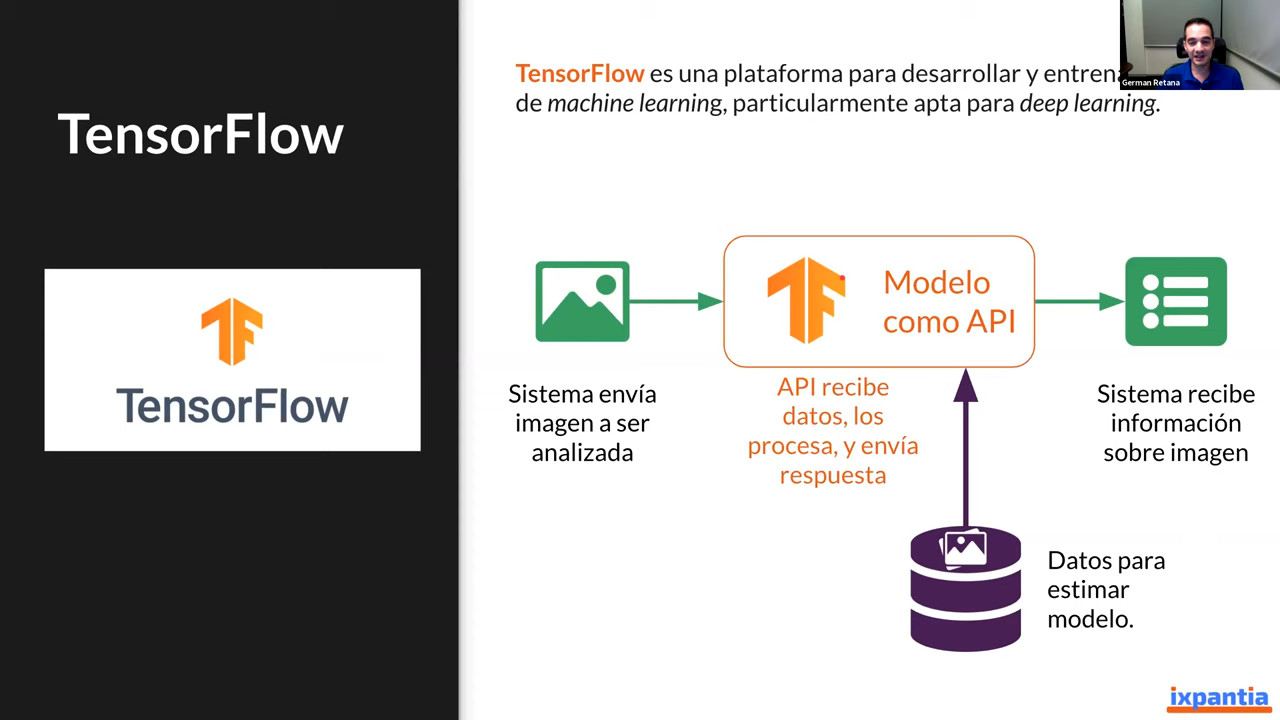 TensorFlow
TensorFlow
TensorFlow es una plataforma para desarrollar y
de machine learning, particularmente apta para deep learning.
German Retana
Modelo
como API
Sistema envía
imagen a ser
analizada
API recibe
datos, los
procesa, y envía
respuesta
Sistema recibe
información
sobre imagen
Datos para
estimar
modelo.
ixpantia